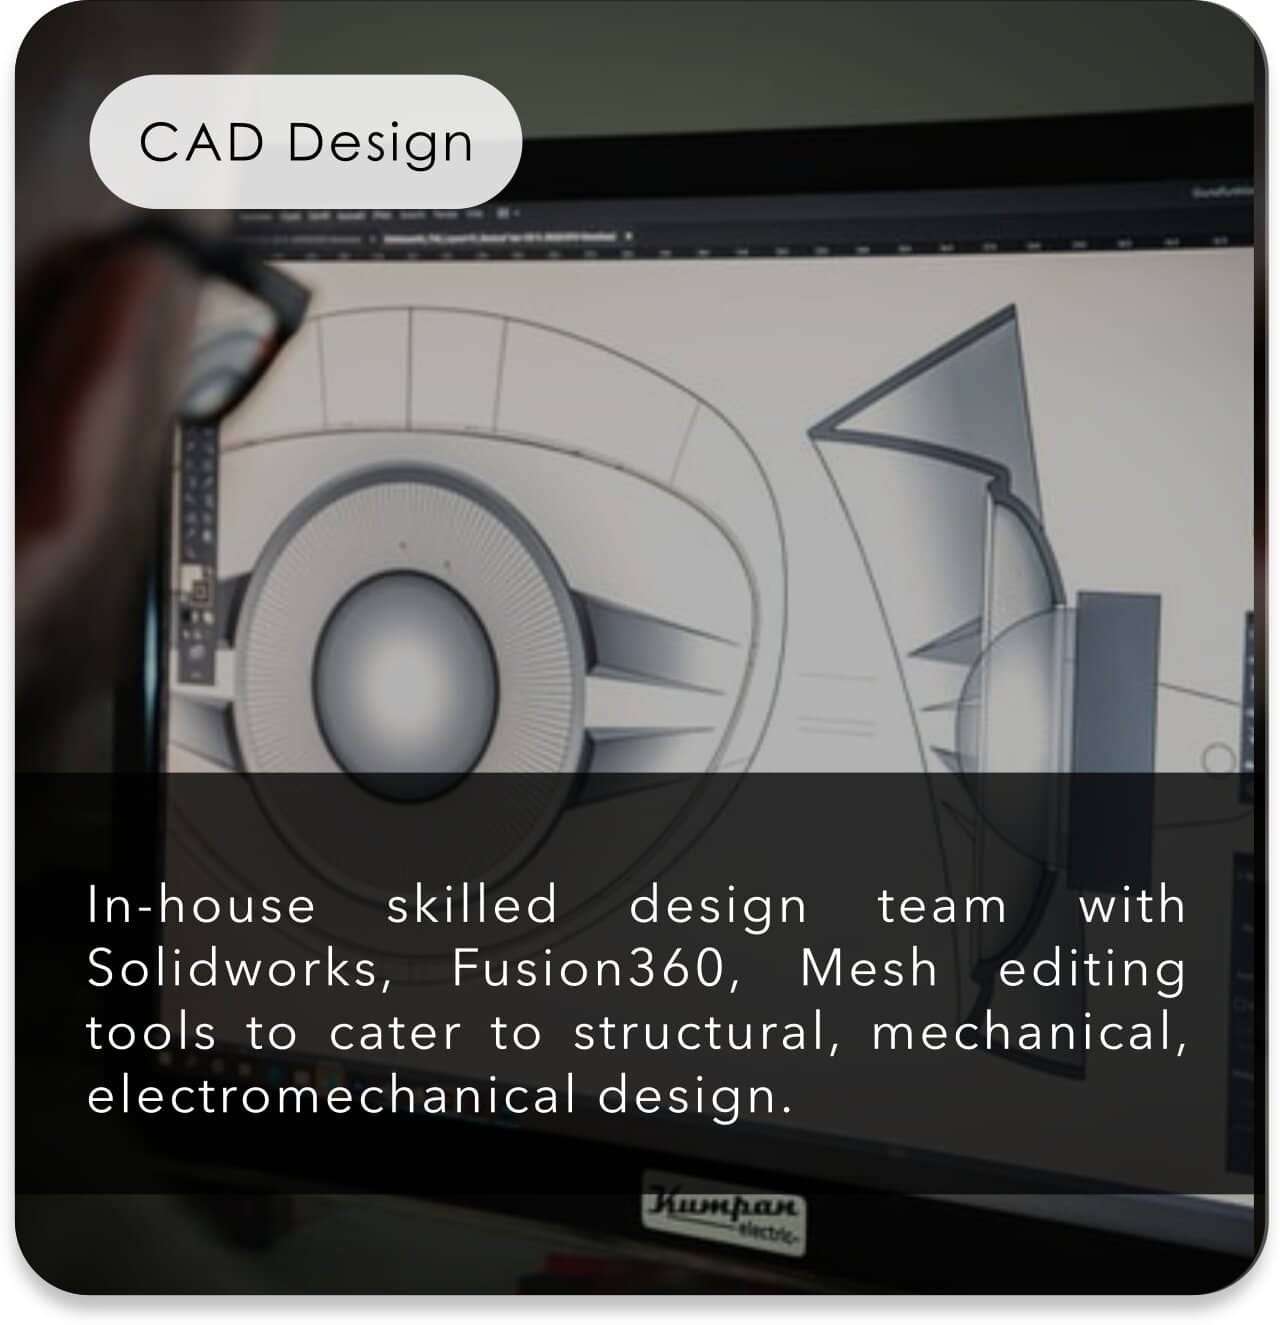 CAD Design
In-house skilled design team with
Solidworks, Fusion360, Mesh editing
tools to cater to structural, mechanical,
electromechanical design.
Kumpan
electric